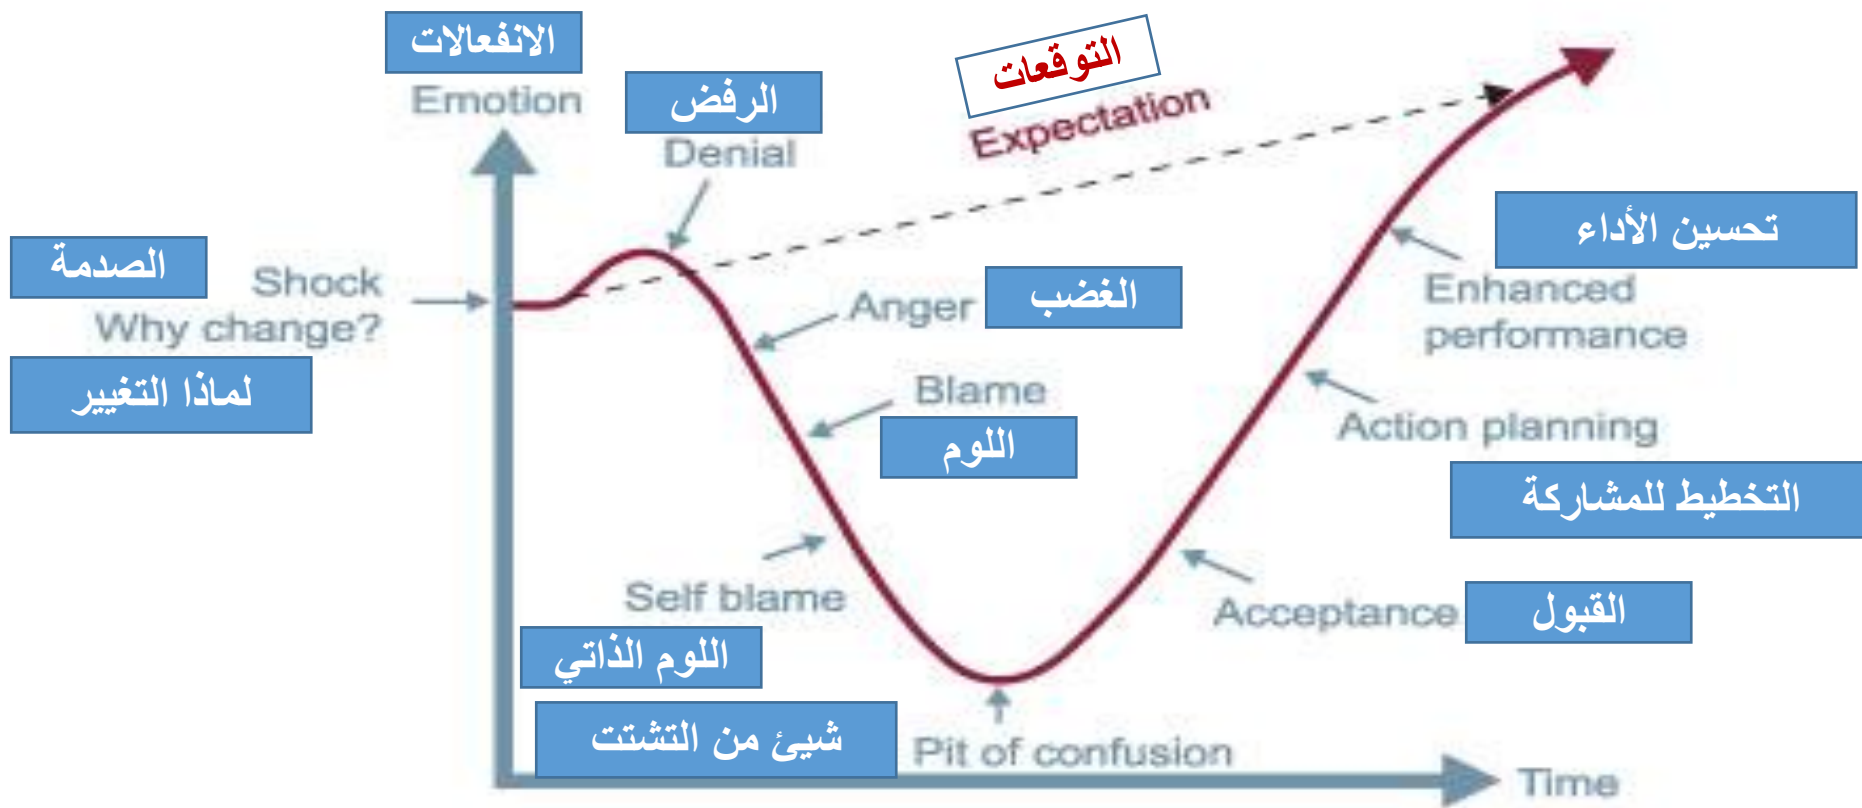 الانفعالات
Emotion
الرفض
Denial
التوقعات
Expectation
الصدمة
Shock
Why change?
لماذا التغيير
Anger
الغضب
Blame
اللوم
تحسين الأداء
Enhanced
performance
Action planning
التخطيط للمشاركة
Self blame
اللوم الذاتي
Acceptance
القبول
شيئ من التشتت
Pit of confusion
Time